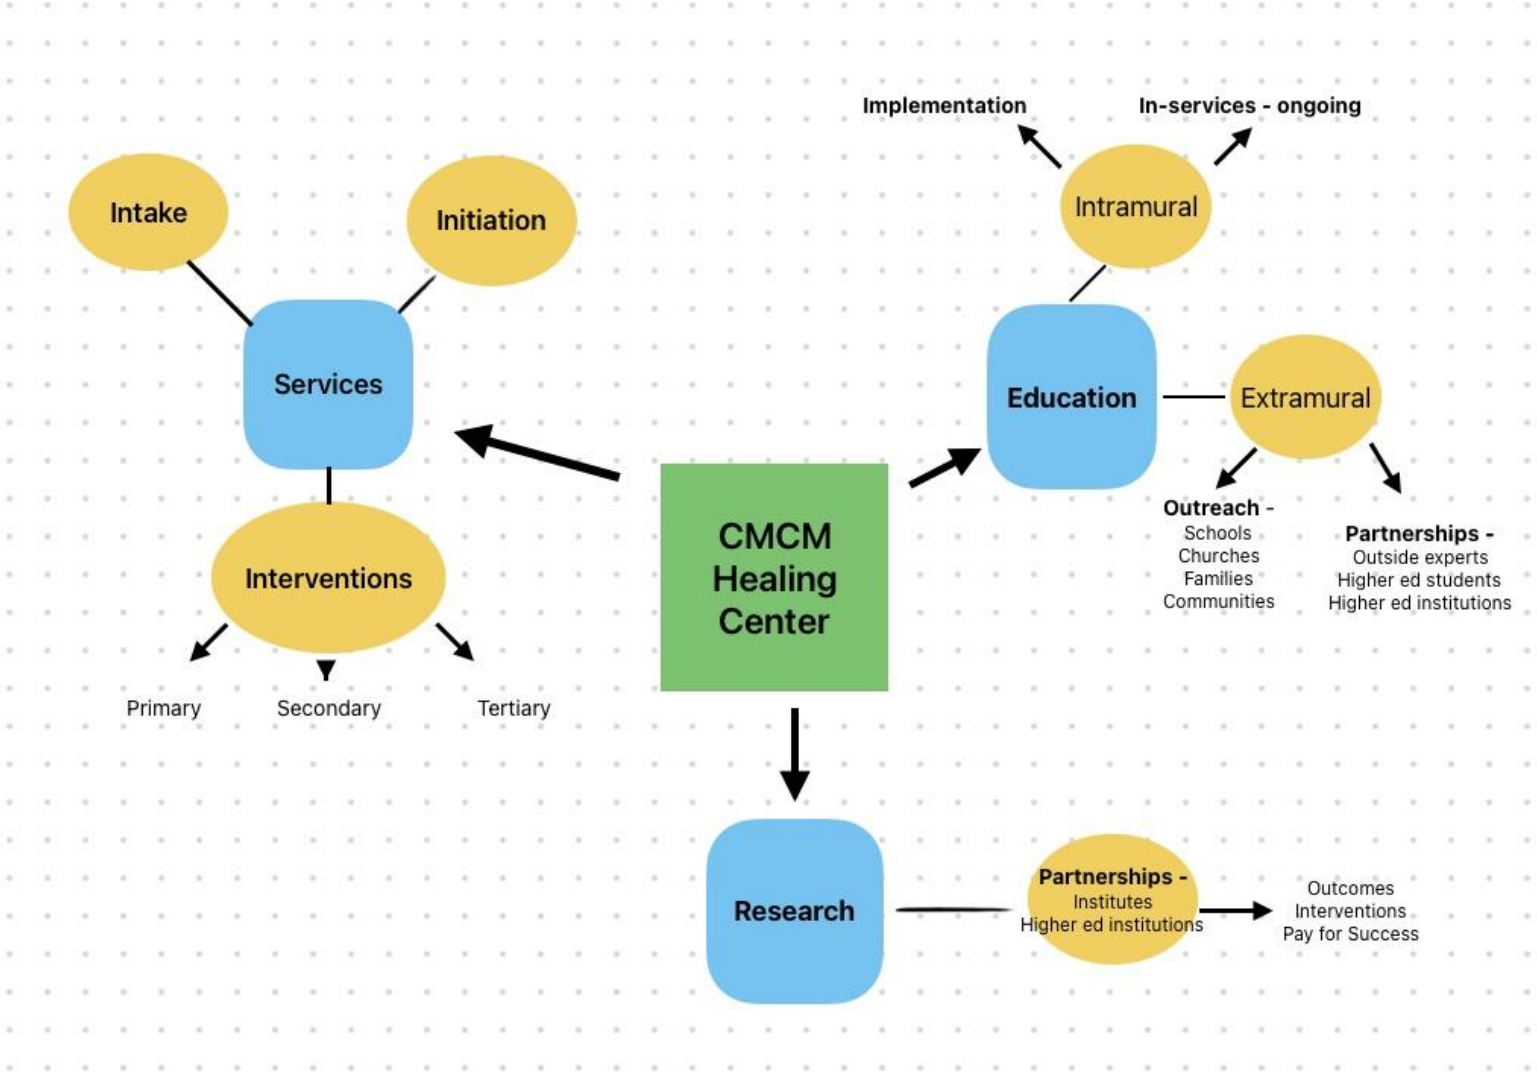 Implementation
In-services - ongoing
Intake
Initiation
Intramural
Services
Education
Extramural
CMCM
Healing
Center
Outreach -
Schools
Churches
Families
Communities
Partnerships -
Outside experts
Higher ed students
Higher ed institutions
Interventions
Primary
Secondary
Tertiary
Research
Partnerships -
Institutes
Higher ed institutions
Outcomes
Interventions
Pay for Success